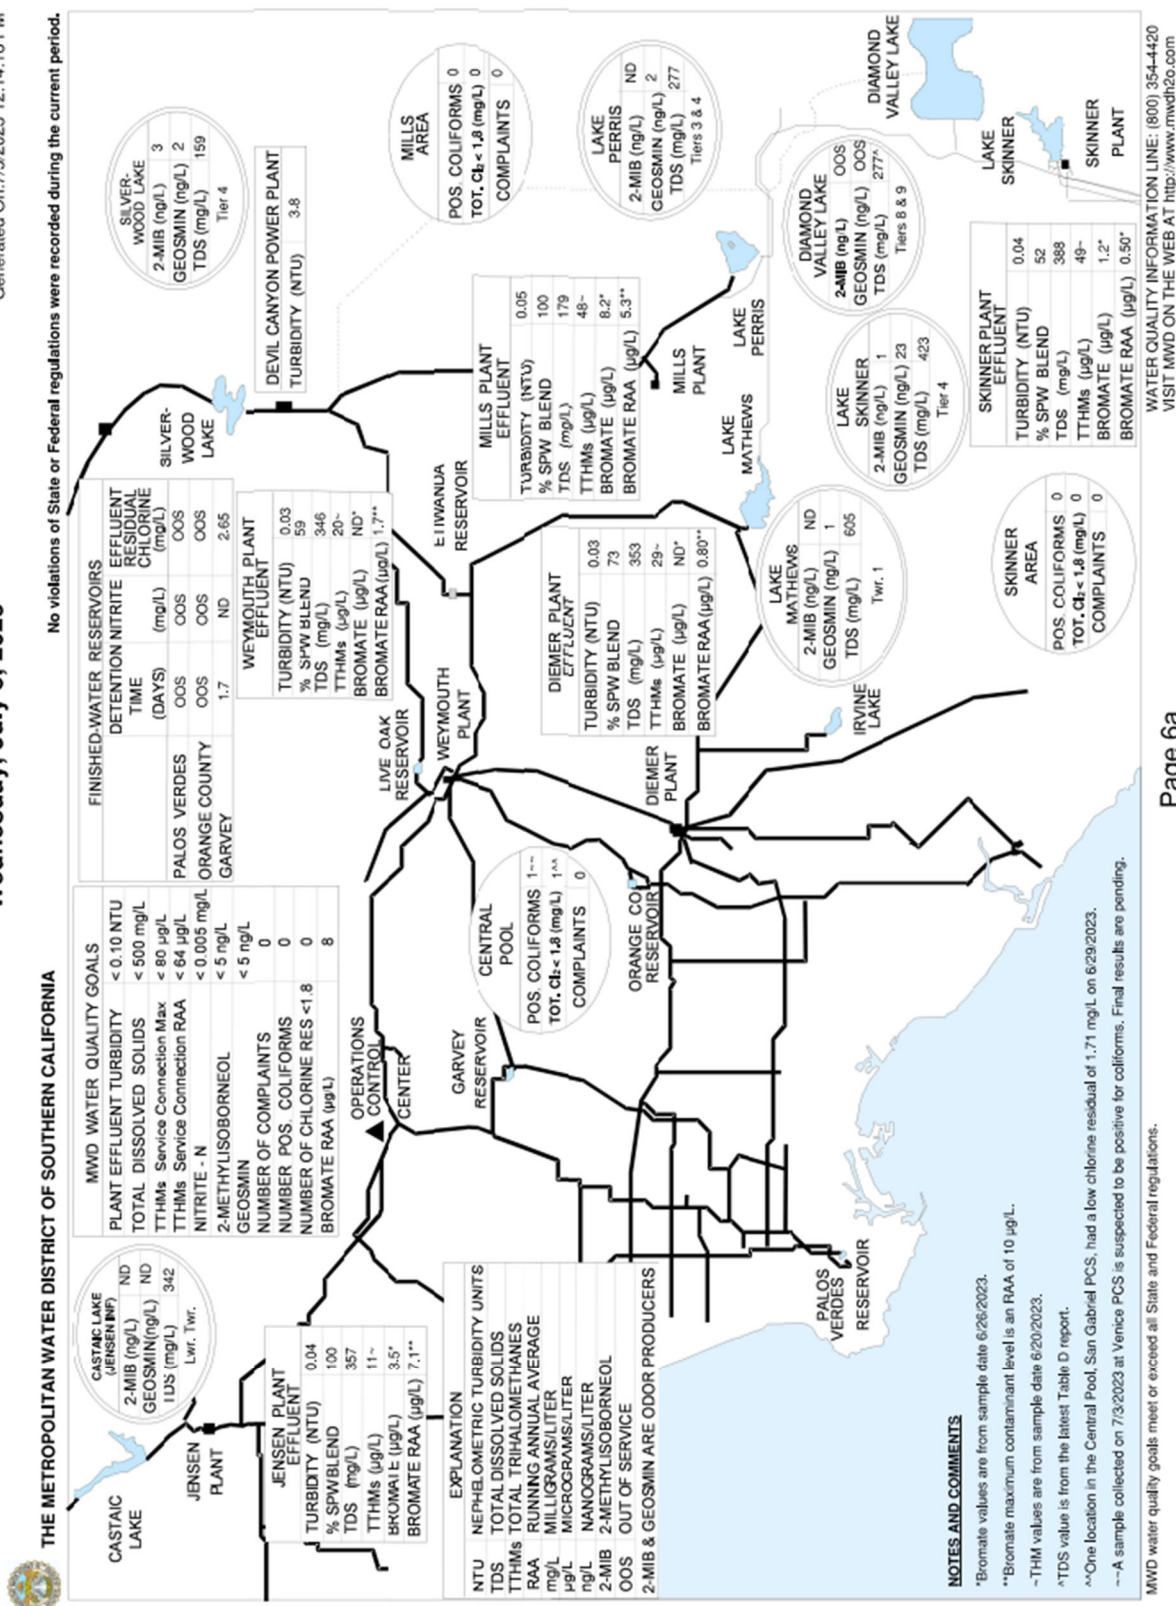 THE METROPOLITAN WATER DISTRICT OF SOUTHERN CALIFORNIA
No violations of State or Federal regulations were recorded during the current period.
CASTAIC LAKE
(JENSEN INF)
2-MIB (ng/L) ND
GEOSMIN(ng/L) ND
TDS (mg/L) 342
Lwr. Twr.
CASTAIC
LAKE
JENSEN
PLANT
MWD WATER QUALITY GOALS
PLANT EFFLUENT TURBIDITY < 0.10 NTU
TOTAL DISSOLVED SOLIDS < 500 mg/L
TTHMs Service Connection Max < 80 µg/L
TTHMs Service Connection RAA < 64 µg/L
NITRITE - N < 0.005 mg/L
2-METHYLISOBORNEOL < 5 ng/L
GEOSMIN < 5 ng/L
NUMBER OF COMPLAINTS 0
NUMBER POS. COLIFORMS 0
NUMBER OF CHLORINE RES <1.8 0
BROMATE RAA (µg/L) 8
FINISHED-WATER RESERVOIRS
DETENTION TIME (DAYS) NITRITE (mg/L) EFFLUENT RESIDUAL CHLORINE (mg/L)
PALOS VERDES OOS OOS OOS
ORANGE COUNTY OOS OOS OOS
GARVEY 1.7 ND 2.65
SILVER-
WOOD LAKE
2-MIB (ng/L) 3
GEOSMIN (ng/L) 2
TDS (mg/L) 159
Tier 4
SILVER-
WOOD
LAKE
DEVIL CANYON POWER PLANT
TURBIDITY (NTU) 3.8
JENSEN PLANT
EFFLUENT
TURBIDITY (NTU) 0.04
% SPW BLEND 100
TDS (mg/L) 357
TTHMs (µg/L) 11~
BROMATE (µg/L) 3.5*
BROMATE RAA (µg/L) 7.1**
OPERATIONS
CONTROL
CENTER
WEYMOUTH PLANT
EFFLUENT
TURBIDITY (NTU) 0.03
% SPW BLEND 59
TDS (mg/L) 346
TTHMs (µg/L) 20~
BROMATE (µg/L) ND*
BROMATE RAA (µg/L) 1.7**
LIVE OAK
RESERVOIR
WEYMOUTH
PLANT
ETIWANDA
RESERVOIR
MILLS
AREA
POS. COLIFORMS 0
TOT. Cl₂ < 1.8 (mg/L) 0
COMPLAINTS 0
GARVEY
RESERVOIR
CENTRAL
POOL
POS. COLIFORMS 1~~
TOT. Cl₂ < 1.8 (mg/L) 1^^
COMPLAINTS 0
MILLS PLANT
EFFLUENT
TURBIDITY (NTU) 0.05
% SPW BLEND 100
TDS (mg/L) 179
TTHMs (µg/L) 48~
BROMATE (µg/L) 8.2*
BROMATE RAA (µg/L) 5.3**
EXPLANATION
NTU NEPHELOMETRIC TURBIDITY UNITS
TDS TOTAL DISSOLVED SOLIDS
TTHMs TOTAL TRIHALOMETHANES
RAA RUNNING ANNUAL AVERAGE
mg/L MILLIGRAMS/LITER
µg/L MICROGRAMS/LITER
ng/L NANOGRAMS/LITER
2-MIB 2-METHYLISOBORNEOL
OOS OUT OF SERVICE
2-MIB & GEOSMIN ARE ODOR PRODUCERS
DIEMER PLANT
EFFLUENT
TURBIDITY (NTU) 0.03
% SPW BLEND 73
TDS (mg/L) 353
TTHMs (µg/L) 29~
BROMATE (µg/L) ND*
BROMATE RAA (µg/L) 0.80**
LAKE
PERRIS
2-MIB (ng/L) ND
GEOSMIN (ng/L) 2
TDS (mg/L) 277
Tiers 3 & 4
ORANGE CO
RESERVOIR
DIEMER
PLANT
MILLS
PLANT
LAKE
PERRIS
LAKE
MATHEWS
LAKE
MATHEWS
2-MIB (ng/L) ND
GEOSMIN (ng/L) 1
TDS (mg/L) 605
Twr. 1
DIAMOND
VALLEY LAKE
2-MIB (ng/L) OOS
GEOSMIN (ng/L) OOS
TDS (mg/L) 277^
Tiers 8 & 9
DIAMOND
VALLEY LAKE
PALOS
VERDES
RESERVOIR
IRVINE
LAKE
LAKE
SKINNER
2-MIB (ng/L) 1
GEOSMIN (ng/L) 23
TDS (mg/L) 423
Tier 4
LAKE
SKINNER
SKINNER
PLANT
SKINNER
AREA
POS. COLIFORMS 0
TOT. Cl₂ < 1.8 (mg/L) 0
COMPLAINTS 0
SKINNER PLANT
EFFLUENT
TURBIDITY (NTU) 0.04
% SPW BLEND 52
TDS (mg/L) 388
TTHMs (µg/L) 49~
BROMATE (µg/L) 1.2*
BROMATE RAA (µg/L) 0.50*
NOTES AND COMMENTS
*Bromate values are from sample date 6/26/2023.
**Bromate maximum contaminant level is an RAA of 10 µg/L.
~THM values are from sample date 6/20/2023.
^TDS value is from the latest Table D report.
^^One location in the Central Pool, San Gabriel PCS, had a low chlorine residual of 1.71 mg/L on 6/29/2023.
~~A sample collected on 7/3/2023 at Venice PCS is suspected to be positive for coliforms. Final results are pending.
MWD water quality goals meet or exceed all State and Federal regulations.
WATER QUALITY INFORMATION LINE: (800) 354-4420
VISIT MWD ON THE WEB AT http://www.mwdh2o.com
Page 6a